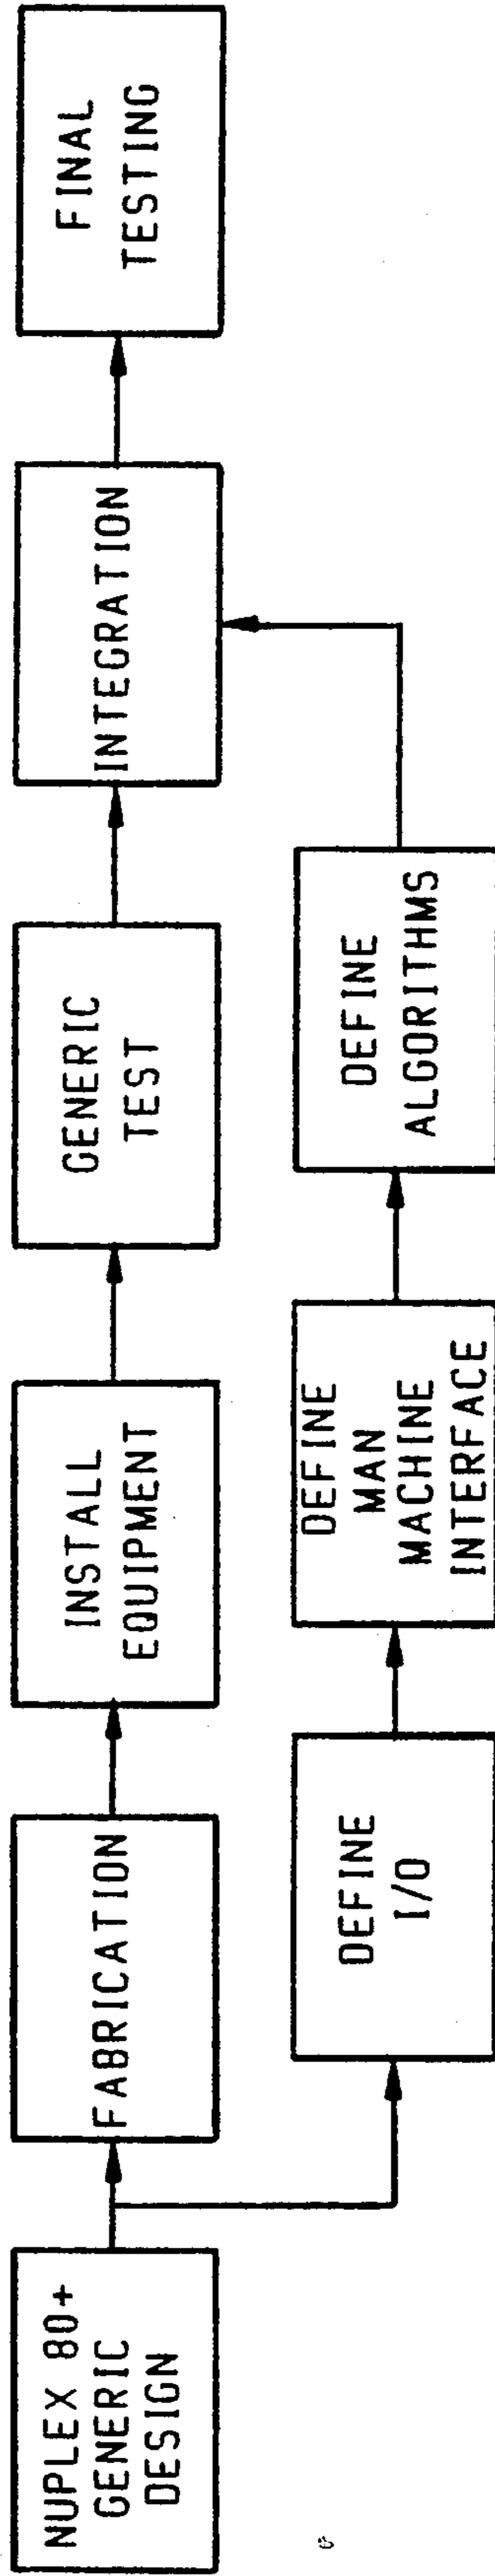 NUPLEX 80+
GENERIC
DESIGN
FABRICATION
INSTALL
EQUIPMENT
GENERIC
TEST
INTEGRATION
FINAL
TESTING
DEFINE
I/O
DEFINE
MAN
MACHINE
INTERFACE
DEFINE
ALGORITHMS